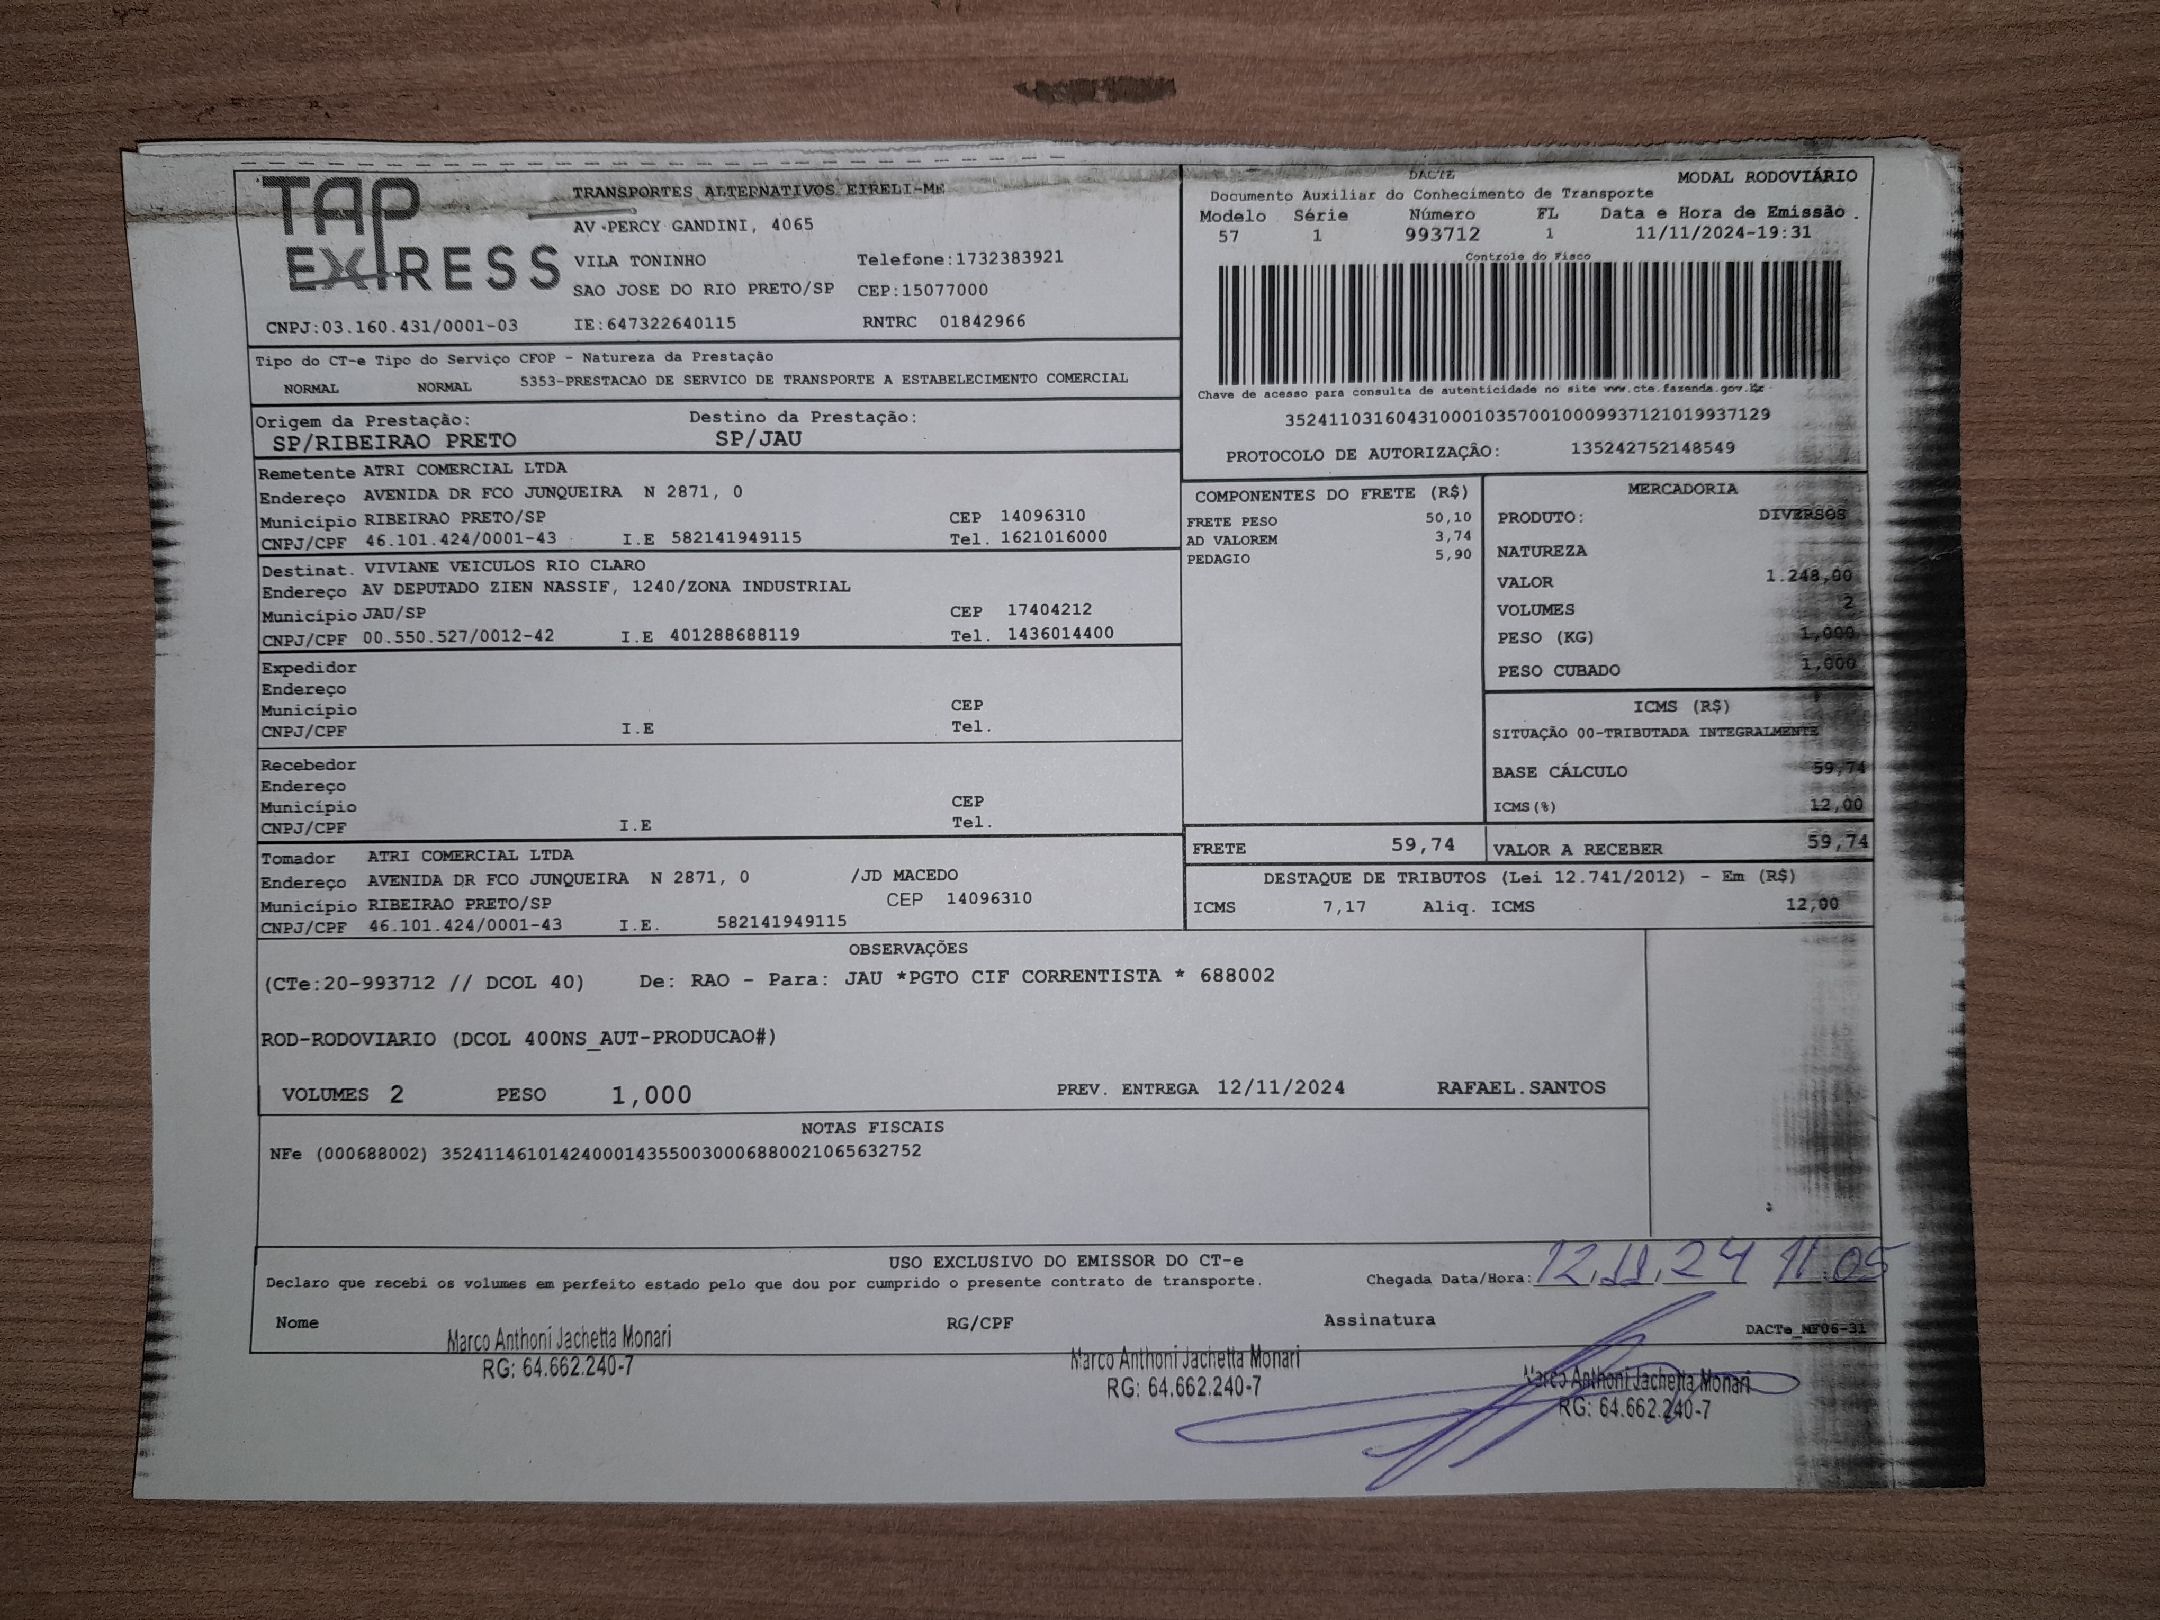 TAP EXPRESS
TRANSPORTES ALTERNATIVOS EIRELI-ME
AV PERCY GANDINI, 4065
VILA TONINHO Telefone:1732383921
SAO JOSE DO RIO PRETO/SP CEP:15077000
CNPJ:03.160.431/0001-03 IE:647322640115 RNTRC 01842966
DACTE MODAL RODOVIÁRIO
Documento Auxiliar do Conhecimento de Transporte
Modelo Série Número FL Data e Hora de Emissão
57 1 993712 1 11/11/2024-19:31
Controle do Fisco
Chave de acesso para consulta de autenticidade no site www.cte.fazenda.gov.br
35241103160431000103570010009937121019937129
PROTOCOLO DE AUTORIZAÇÃO: 135242752148549
Tipo do CT-e Tipo do Serviço CFOP - Natureza da Prestação
NORMAL NORMAL 5353-PRESTACAO DE SERVICO DE TRANSPORTE A ESTABELECIMENTO COMERCIAL
Origem da Prestação: Destino da Prestação:
SP/RIBEIRAO PRETO SP/JAU
Remetente ATRI COMERCIAL LTDA
Endereço AVENIDA DR FCO JUNQUEIRA N 2871, 0
Município RIBEIRAO PRETO/SP CEP 14096310
CNPJ/CPF 46.101.424/0001-43 I.E 582141949115 Tel. 1621016000
Destinat. VIVIANE VEICULOS RIO CLARO
Endereço AV DEPUTADO ZIEN NASSIF, 1240/ZONA INDUSTRIAL
Município JAU/SP CEP 17404212
CNPJ/CPF 00.550.527/0012-42 I.E 401288688119 Tel. 1436014400
Expedidor
Endereço
Município CEP
CNPJ/CPF I.E Tel.
Recebedor
Endereço
Município CEP
CNPJ/CPF I.E Tel.
Tomador ATRI COMERCIAL LTDA
Endereço AVENIDA DR FCO JUNQUEIRA N 2871, 0 /JD MACEDO
Município RIBEIRAO PRETO/SP CEP 14096310
CNPJ/CPF 46.101.424/0001-43 I.E. 582141949115
COMPONENTES DO FRETE (R$)
FRETE PESO 50,10
AD VALOREM 3,74
PEDAGIO 5,90
MERCADORIA
PRODUTO: DIVERSOS
NATUREZA
VALOR 1.248,00
VOLUMES 2
PESO (KG) 1,000
PESO CUBADO 1,000
ICMS (R$)
SITUAÇÃO 00-TRIBUTADA INTEGRALMENTE
BASE CÁLCULO 59,74
ICMS(%) 12,00
FRETE 59,74 VALOR A RECEBER 59,74
DESTAQUE DE TRIBUTOS (Lei 12.741/2012) - Em (R$)
ICMS 7,17 Aliq. ICMS 12,00
OBSERVAÇÕES
(CTe:20-993712 // DCOL 40) De: RAO - Para: JAU *PGTO CIF CORRENTISTA * 688002
ROD-RODOVIARIO (DCOL 400NS_AUT-PRODUCAO#)
VOLUMES 2 PESO 1,000 PREV. ENTREGA 12/11/2024 RAFAEL.SANTOS
NOTAS FISCAIS
NFe (000688002) 35241146101424000143550030006880021065632752
USO EXCLUSIVO DO EMISSOR DO CT-e
Declaro que recebi os volumes em perfeito estado pelo que dou por cumprido o presente contrato de transporte.
Chegada Data/Hora: 12.11.24 11:05
Nome RG/CPF Assinatura DACTe_NF06-31
Marco Anthoni Jachetta Monari
RG: 64.662.240-7
Marco Anthoni Jachetta Monari
RG: 64.662.240-7
Marco Anthoni Jachetta Monari
RG: 64.662.240-7